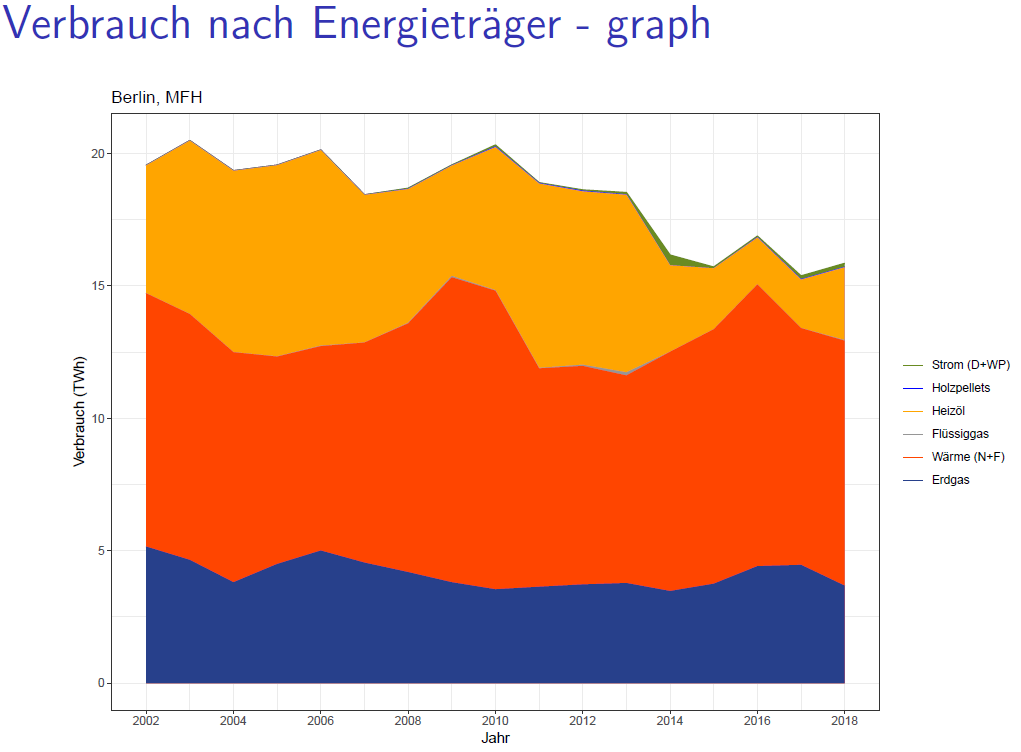 Verbrauch nach Energieträger - graph
Berlin, MFH
Verbrauch (TWh)
20
15
10
5
0
2002 2004 2006 2008 2010 2012 2014 2016 2018
Jahr
Strom (D+WP)
Holzpellets
Heizöl
Flüssiggas
Wärme (N+F)
Erdgas